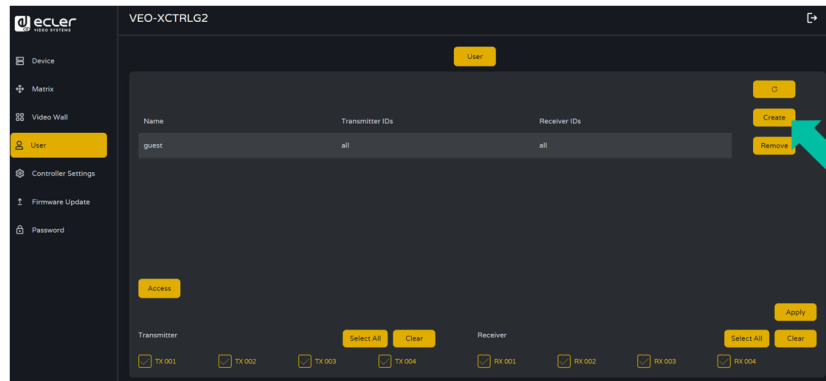 ecler
VIDEO SYSTEMS
VEO-XCTRLG2
Device
Matrix
Video Wall
User
Controller Settings
Firmware Update
Password
User
Create
Name Transmitter IDs Receiver IDs
guest all all
Remove
Access
Apply
Transmitter Select All Clear Receiver Select All Clear
TX 001 TX 002 TX 003 TX 004 RX 001 RX 002 RX 003 RX 004